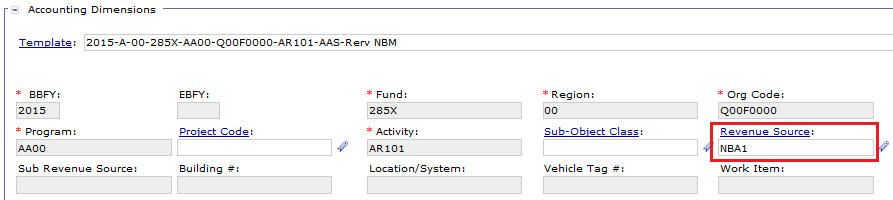 Accounting Dimensions
Template: 2015-A-00-285X-AA00-Q00F0000-AR101-AAS-Rerv NBM
* BBFY: EBFY: * Fund: * Region: * Org Code:
2015 285X 00 Q00F0000
* Program: Project Code: * Activity: Sub-Object Class: Revenue Source:
AA00 AR101 NBA1
Sub Revenue Source: Building #: Location/System: Vehicle Tag #: Work Item: